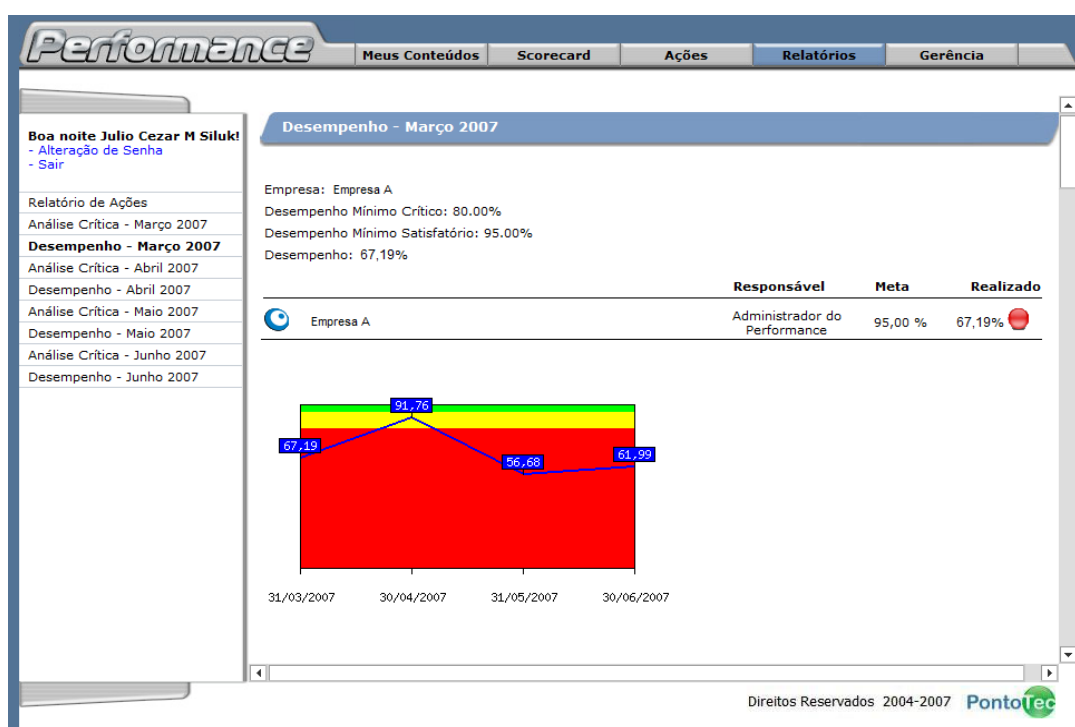 Performance
Meus Conteúdos Scorecard Ações Relatórios Gerência
Boa noite Julio Cezar M Siluk!
- Alteração de Senha
- Sair
Relatório de Ações
Análise Crítica - Março 2007
Desempenho - Março 2007
Análise Crítica - Abril 2007
Desempenho - Abril 2007
Análise Crítica - Maio 2007
Desempenho - Maio 2007
Análise Crítica - Junho 2007
Desempenho - Junho 2007
Desempenho - Março 2007
Empresa: Empresa A
Desempenho Mínimo Crítico: 80.00%
Desempenho Mínimo Satisfatório: 95.00%
Desempenho: 67,19%
Responsável Meta Realizado
Empresa A Administrador do Performance 95,00 % 67,19%
91,76
67,19
56,68
61,99
31/03/2007 30/04/2007 31/05/2007 30/06/2007
Direitos Reservados 2004-2007 PontoTec